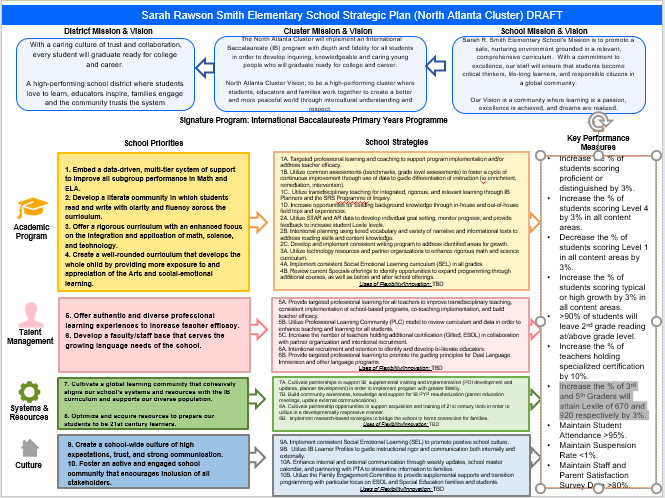 Sarah Rawson Smith Elementary School Strategic Plan (North Atlanta Cluster) DRAFT
District Mission & Vision
With a caring culture of trust and collaboration,
every student will graduate ready for college
and career.
A high-performing school district where students
love to learn, educators inspire, families engage
and the community trusts the system
Cluster Mission & Vision
The North Atlanta Cluster will implement an International
Baccalaureate (IB) program with depth and fidelity for all students
in order to develop inquiring, knowledgeable and caring young
people who will graduate ready for college and career.
North Atlanta Cluster Vision; to be a high-performing cluster where
students, educators and families work together to create a better
and more peaceful world through intercultural understanding and
respect.
School Mission & Vision
Sarah R. Smith Elementary School's Mission is to promote a
safe, nurturing environment grounded in a relevant,
comprehensive curriculum. With a commitment to
excellence, our staff will ensure that students become
critical thinkers, life-long learners, and responsible citizens in
a global community.
Our Vision is a community where learning is a passion,
excellence is achieved, and dreams are realized.
Signature Program: International Baccalaureate Primary Years Programme
School Priorities
School Strategies
Key Performance
Measures
Academic
Program
1. Embed a data-driven, multi-tier system of
support to improve all subgroup performance in Math and
ELA.
2. Develop a literate community in which students
read and write with clarity and fluency across the
curriculum.
3. Offer a rigorous curriculum with an enhanced focus
on the integration and application of math, science,
and technology.
4. Create a well-rounded curriculum that develops the
whole child by providing more exposure to and
appreciation of the Arts and social-emotional
learning.
1A. Targeted professional learning and coaching to support program implementation and/or
address teacher efficacy.
1B. Utilize common assessments (benchmarks, grade level assessments) to foster a cycle of
continuous improvement through use of data to guide differentiation of instruction (ie enrichment,
remediation, intervention).
1C. Utilize transdisciplinary teaching for integrated, rigorous, and relevant learning through IB
Planners and the SRS Programme of Inquiry.
1D. Increase opportunities for building background knowledge through in-house and out-of-house
field trips and experiences.
2A. Utilize STAR and API data to develop individual goal setting, monitor progress, and provide
feedback to increase student Lexile levels.
2B. Intentional planning using tiered vocabulary and variety of narrative and informational texts to
address reading skills and content knowledge.
2C. Develop and implement consistent writing program to address identified areas for growth.
3A. Utilize technology resources and partner organizations to enhance rigorous math and science
curriculum.
4A. Implement consistent Social Emotional Core Learning (SEL) in all grades.
4B. Review current Specials offerings to identify opportunities to expand programming through
additional courses, as well as before and after school offerings.
Uses of Flexibility/Innovation: TBD
Talent
Management
5. Offer authentic and diverse professional
learning experiences to increase teacher efficacy.
6. Develop a faculty/staff base that serves the
growing language needs of the school.
5A. Provide targeted professional learning for all teachers to improve transdisciplinary teaching,
consistent implementation of school-based programs, co-teaching implementation, and build
teacher efficacy.
5B. Utilize Professional Learning Community (PLC) model to review curriculum and data in order to
enhance teaching and learning for all students.
5C. Increase the number of teachers holding additional certification (Gifted, ESOL) in collaboration
with partner organization and intentional recruitment.
6A. Intentional recruitment and retention to identify and develop bi-literate educators.
6B. Provide targeted professional learning to promote the guiding principles for Dual Language
Immersion and other language programs.
Uses of Flexibility/Innovation: TBD
Systems &
Resources
7. Cultivate a global learning community that cohesively
aligns our school's systems and resources with the IB
curriculum and supports our diverse population.
8. Optimize and acquire resources to prepare our
students to be 21st century learners.
7A. Cultivate partnerships to support IB supplemental training and implementation (POI development and
updates, planner development) in order to implement program with greater fidelity.
7B. Build community awareness, knowledge and support for IB PYP
meetings, update external communications).
8A. Cultivate partnership opportunities to support acquisition and training of 21st century tools in order to
utilize in a developmentally responsive manner.
8B. Implement research-based strategies to bridge the school to home connection for families.
Uses of Flexibility/Innovation: TBD
Culture
9. Create a school-wide culture of high
expectations, trust, and strong communication.
10. Foster an active and engaged school
community that encourages inclusion of all
stakeholders.
9A. Implement consistent Social Emotional Core Learning (SEL) to promote positive school culture.
9B. Utilize IB Learner Profiles to guide instructional rigor and communication both internally and
externally.
10A. Enhance internal and external communication through weekly updates, school master
calendar, and partnering with PTA to streamline information to families.
10B. Utilize the Family Engagement Committee to provide supplemental supports and transition
programming with particular focus on ESOL and Special Education families and students.
Uses of Flexibility/Innovation: TBD
• Increase the % of
students scoring
proficient or
distinguished by 3%.
• Increase the % of
students scoring Level 4
by 3% in all content
areas.
• Decrease the % of
students scoring Level 1
in all content areas by
3%.
• Increase the % of
students scoring typical
or high growth by 3% in
all content areas.
• >90% of students will
leave 2nd grade reading
at/above grade level.
• Increase the % of
teachers holding
specialized certification
by 10%.
• Increase the % of 3rd
and 5th Graders will
attain Lexile of 670 and
920 respectively by 3%.
• Maintain Student
Attendance >95%.
• Maintain Suspension
Rate <1%.
• Maintain Staff and
Parent Satisfaction
Survey Data >80%.